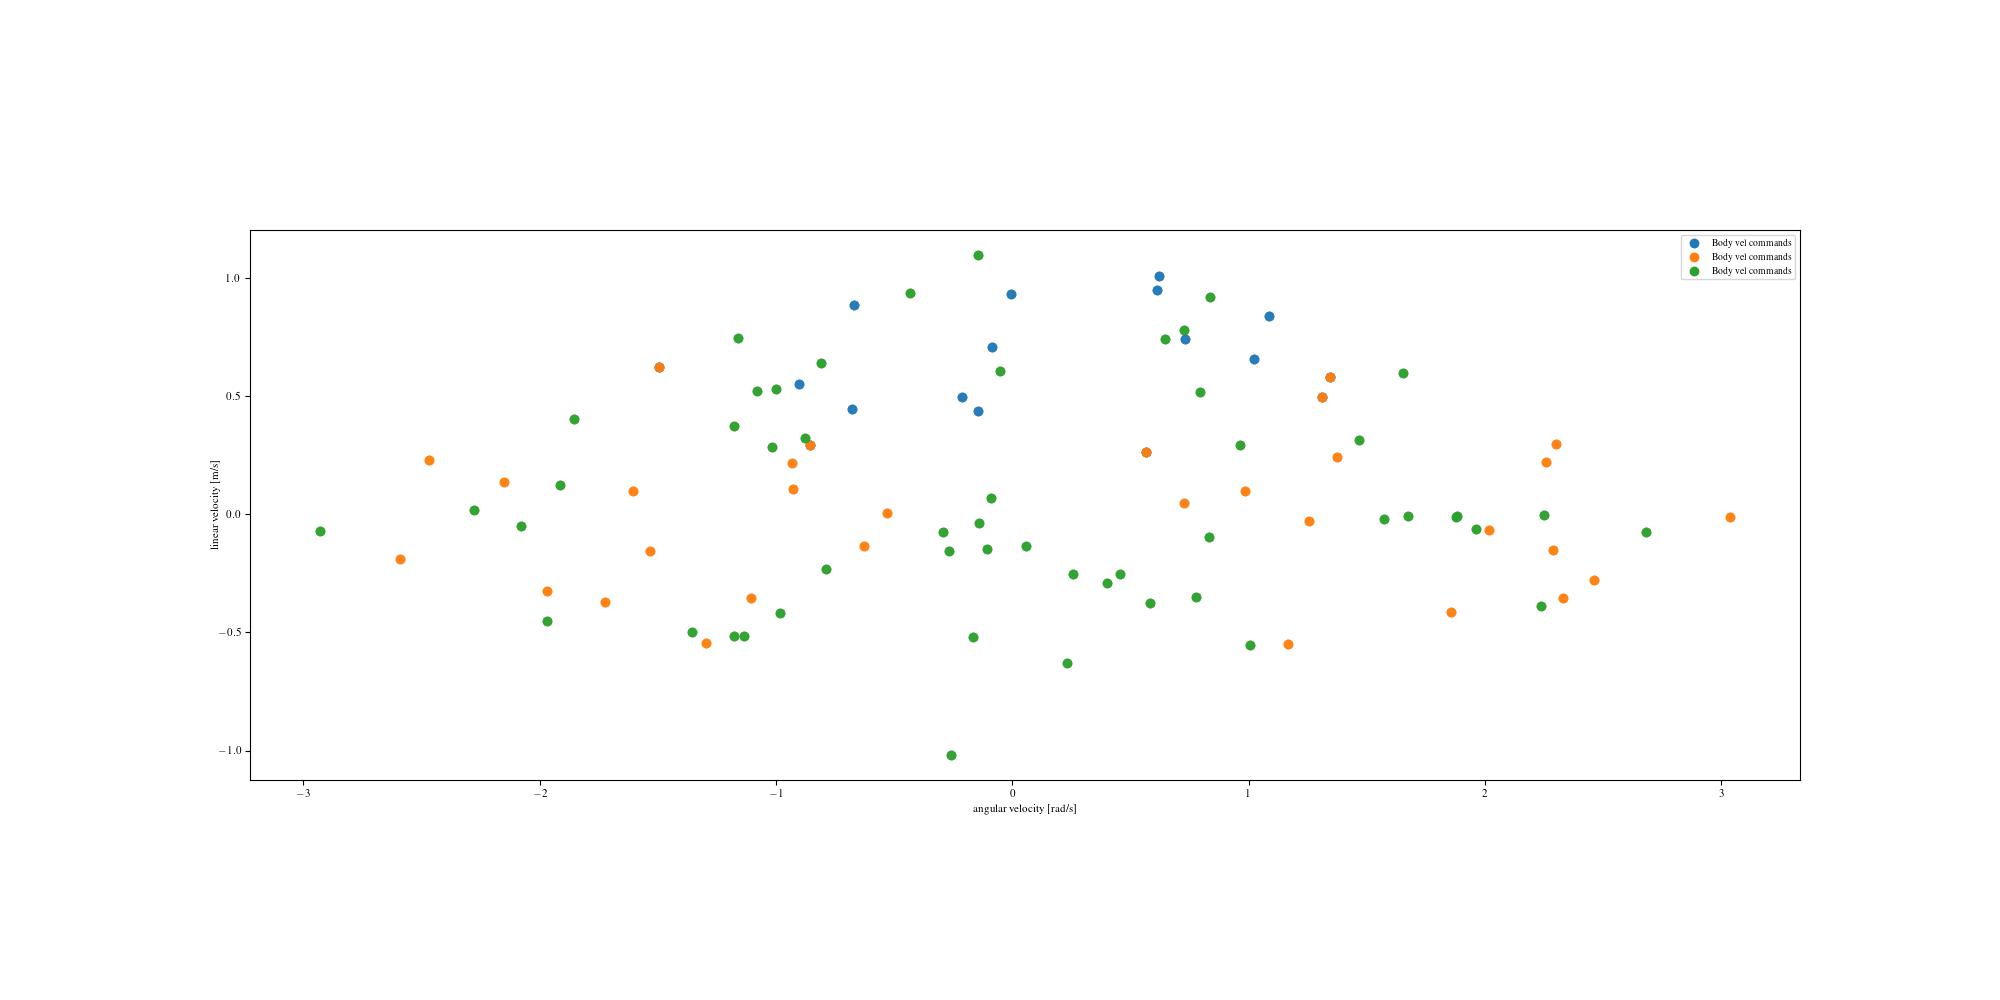 Body vel commands
Body vel commands
Body vel commands
1.0
0.5
0.0
−0.5
−1.0
linear velocity [m/s]
−3 −2 −1 0 1 2 3
angular velocity [rad/s]